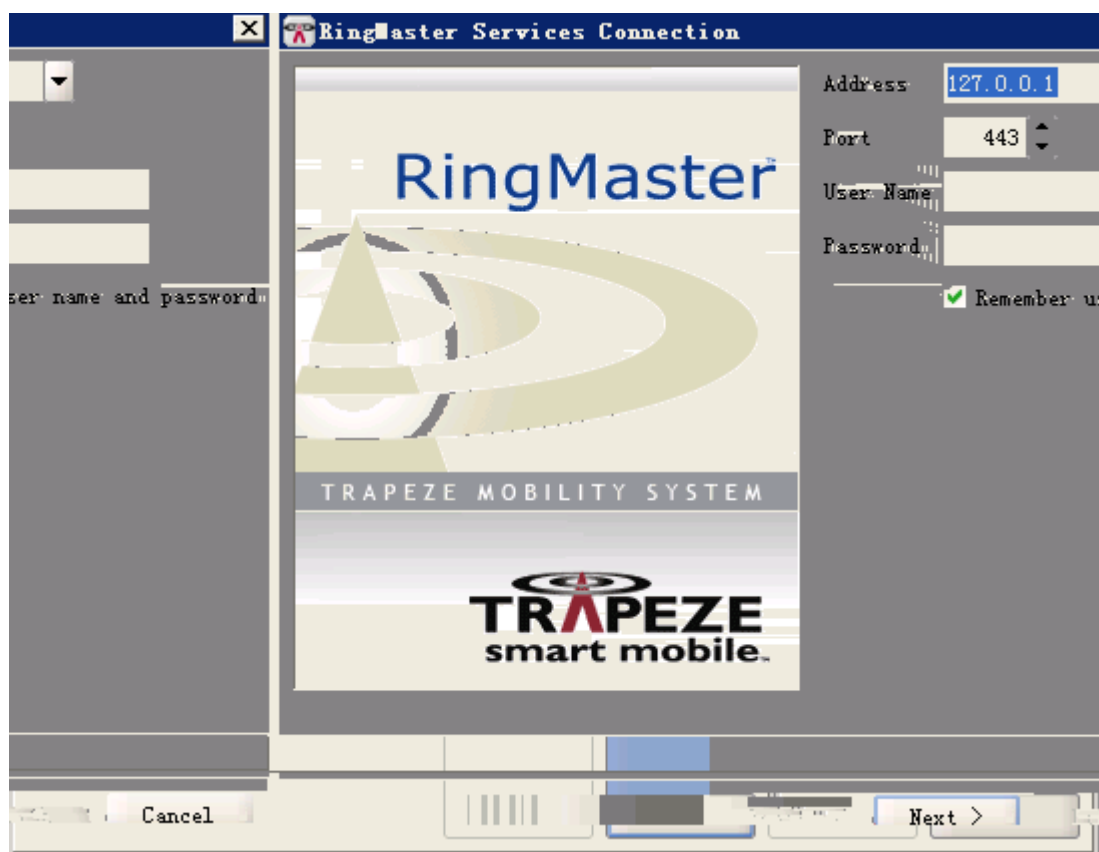 RingMaster Services Connection
Address 127.0.0.1
Port 443
User Name
Password
Remember
ser name and password
RingMaster
TRAPEZE MOBILITY SYSTEM
TRAPEZE
smart mobile
Cancel
Next >